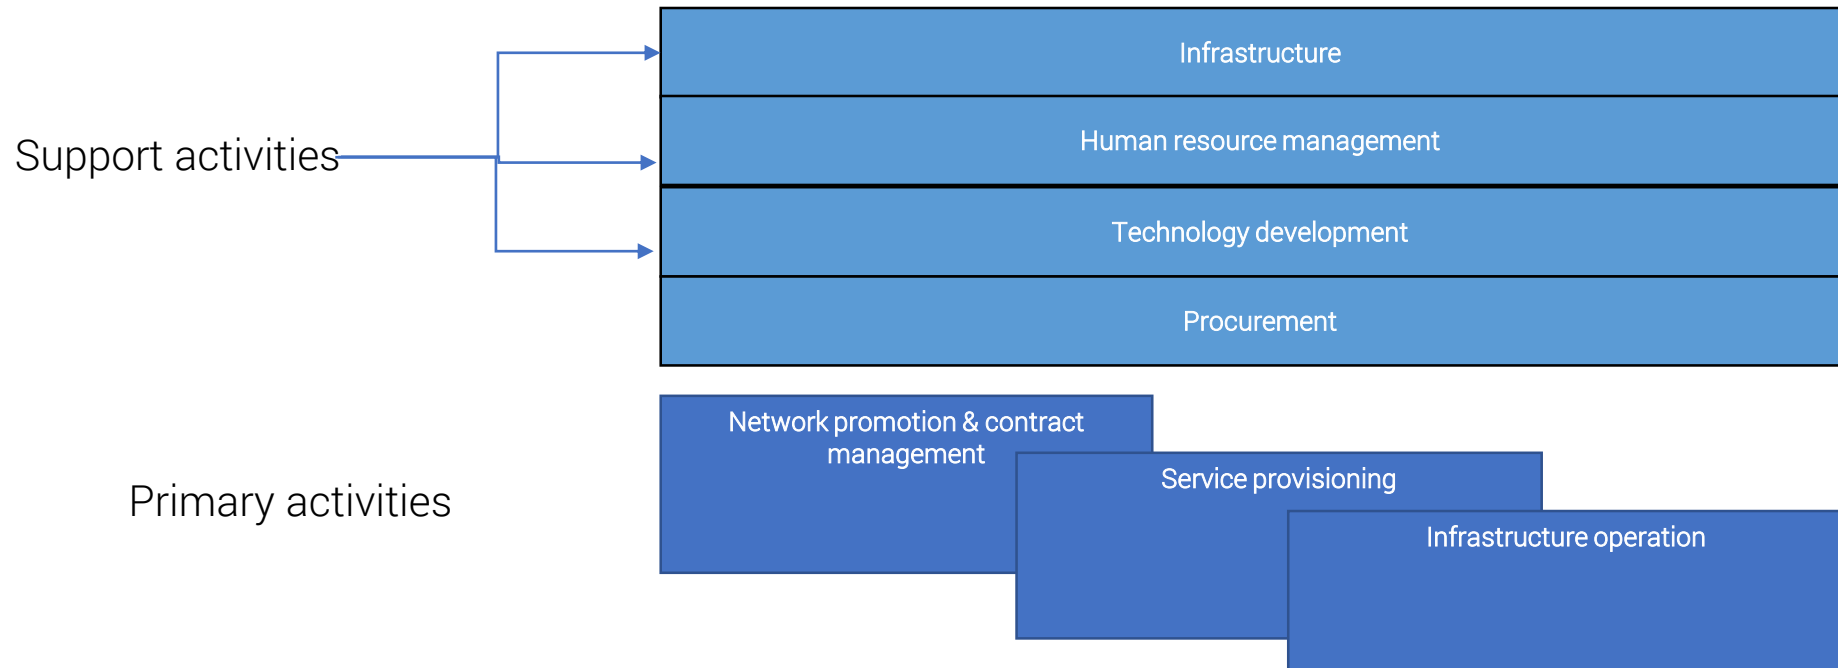 Infrastructure
Human resource management
Support activities
Technology development
Procurement
Network promotion & contract
management
Service provisioning
Primary activities
Infrastructure operation